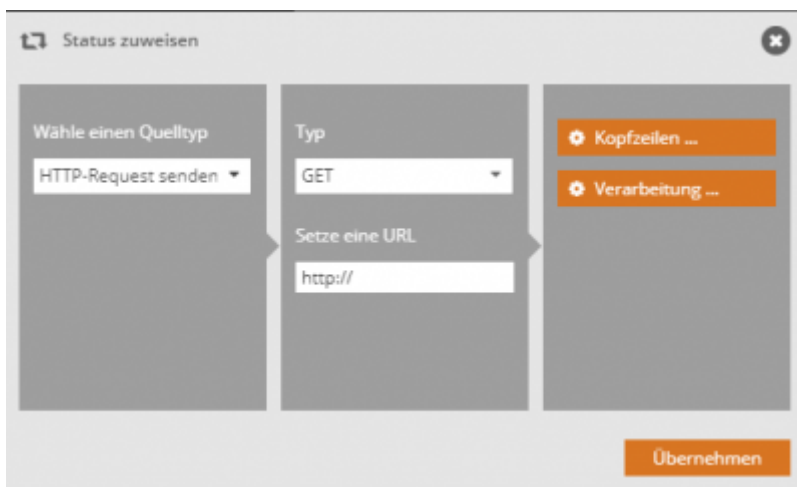 Status zuweisen
Wähle einen Quelltyp
HTTP-Request senden
Typ
GET
Setze eine URL
http://
Kopfzeilen ...
Verarbeitung ...
Übernehmen